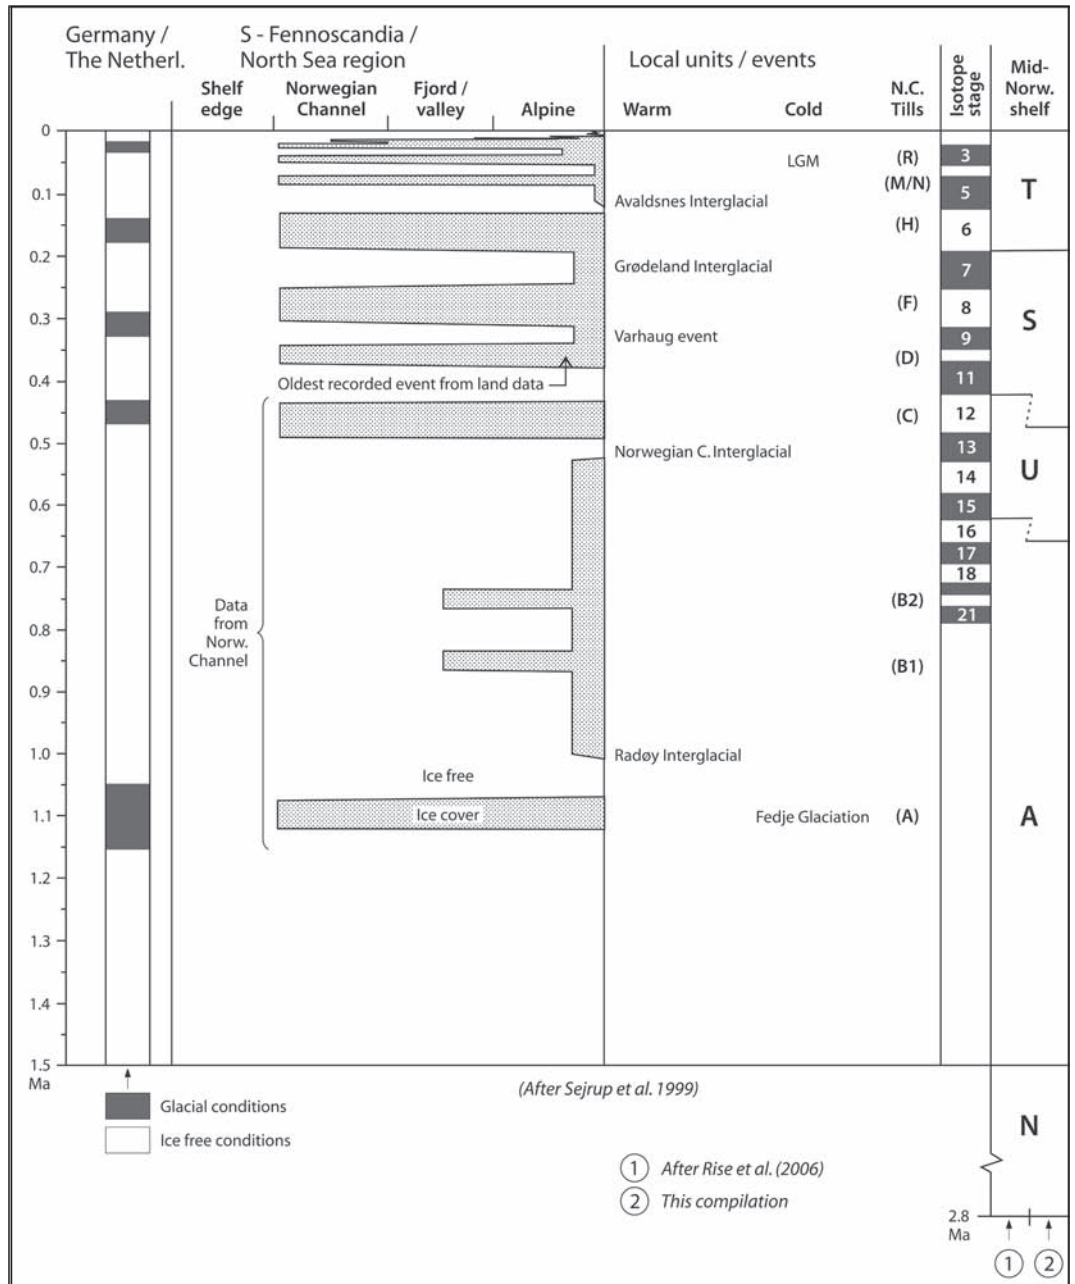 Germany /
The Netherl.
S - Fennoscandia /
North Sea region
Local units / events
Shelf
edge
Norwegian
Channel
Fjord /
valley
Alpine
Warm
Cold
N.C.
Tills
Isotope
stage
Mid-
Norw.
shelf
0
0.1
0.2
0.3
0.4
0.5
0.6
0.7
0.8
0.9
1.0
1.1
1.2
1.3
1.4
1.5
Ma
LGM
Avaldsnes Interglacial
Grødeland Interglacial
Varhaug event
Oldest recorded event from land data
Norwegian C. Interglacial
Data
from
Norw.
Channel
Radøy Interglacial
Ice free
Ice cover
Fedje Glaciation
(R)
(M/N)
(H)
(F)
(D)
(C)
(B2)
(B1)
(A)
3
5
6
7
8
9
11
12
13
14
15
16
17
18
21
T
S
U
A
N
(After Sejrup et al. 1999)
Glacial conditions
Ice free conditions
1 After Rise et al. (2006)
2 This compilation
2.8
Ma
1 2